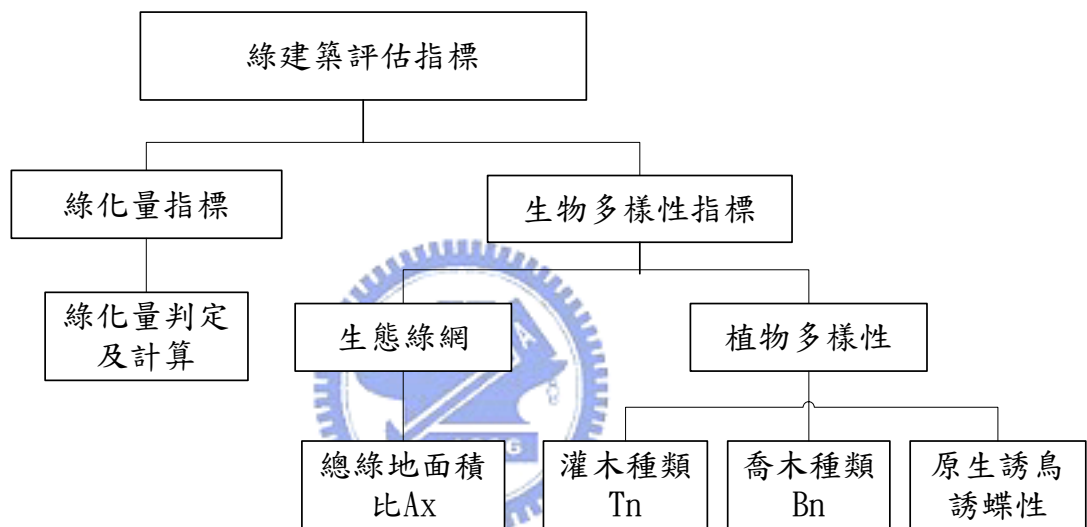 綠建築評估指標
綠化量指標
生物多樣性指標
綠化量判定
及計算
生態綠網
植物多樣性
總綠地面積
比Ax
灌木種類
Tn
喬木種類
Bn
原生誘鳥
誘蝶性